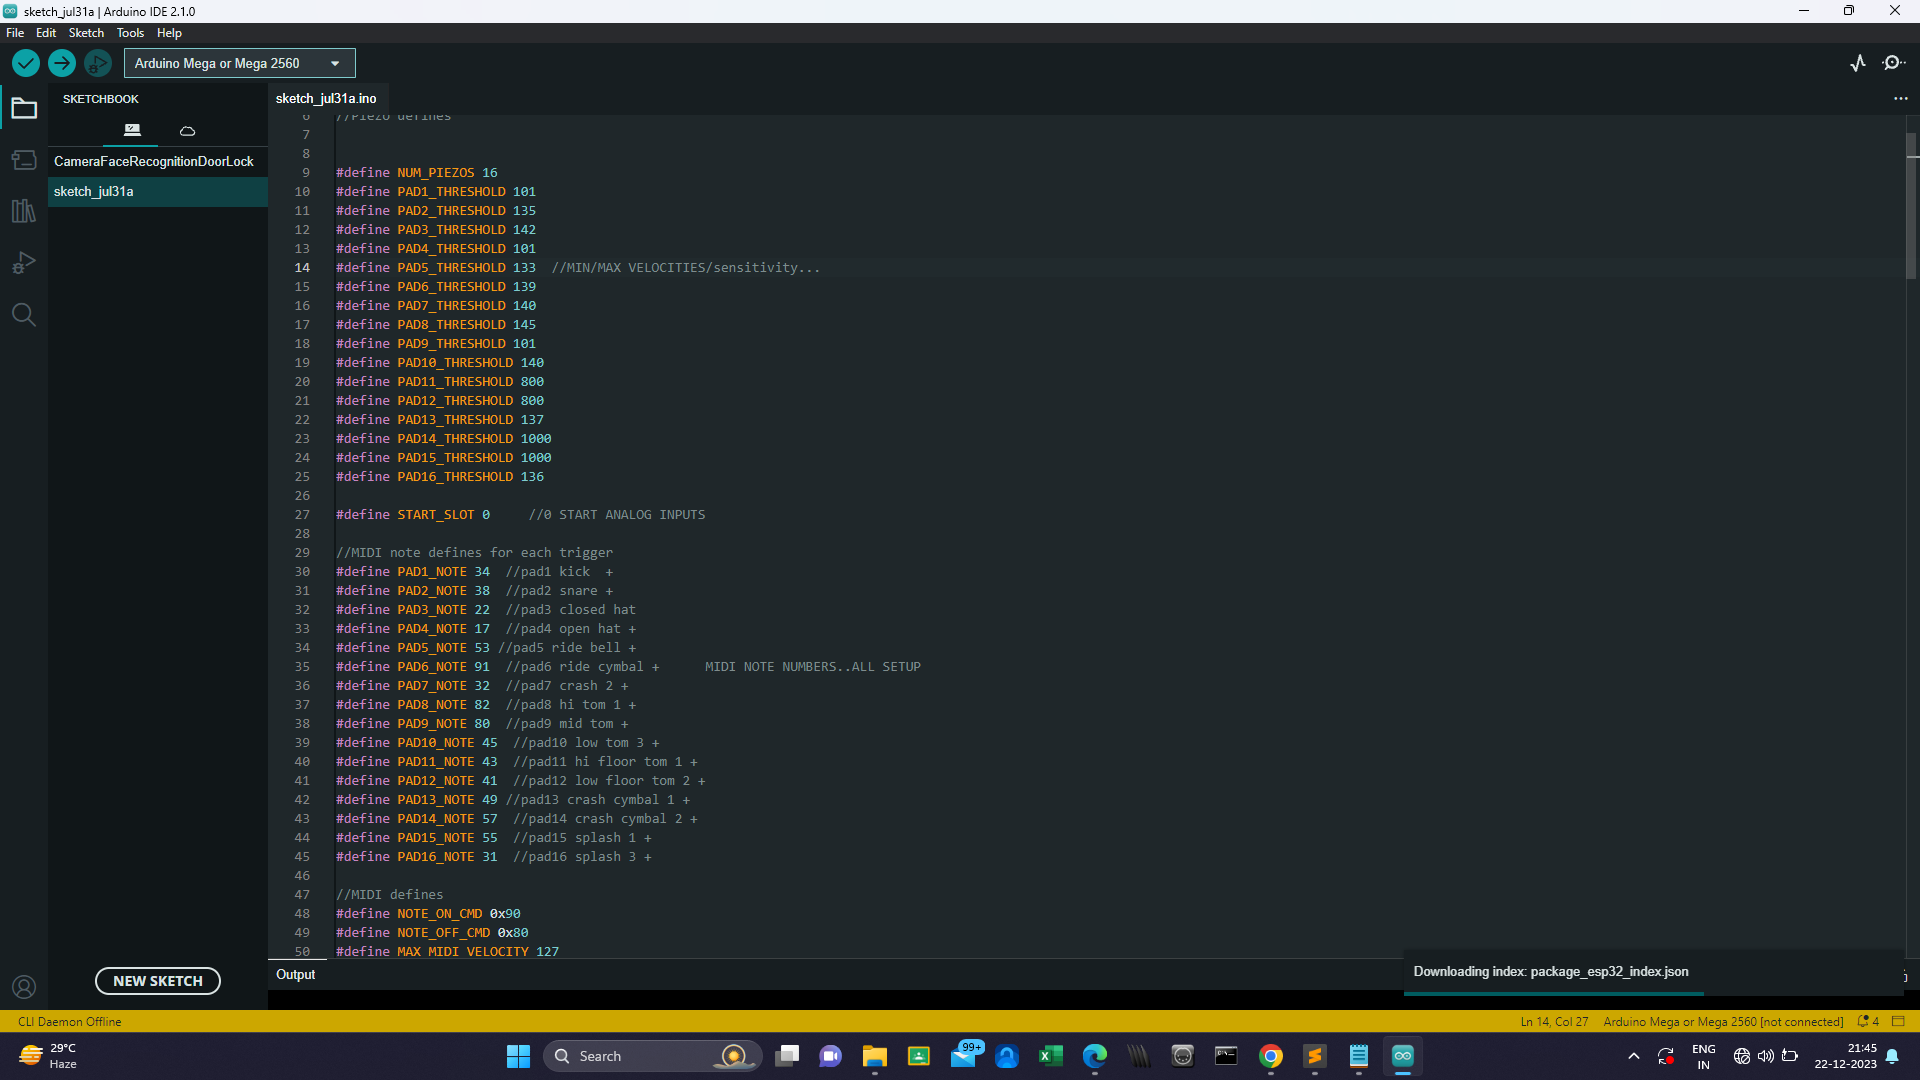 sketch_jul31a | Arduino IDE 2.1.0
File Edit Sketch Tools Help
Arduino Mega or Mega 2560
SKETCHBOOK
CameraFaceRecognitionDoorLock
sketch_jul31a
NEW SKETCH
sketch_jul31a.ino
6 //Piezo defines
7
8
9 #define NUM_PIEZOS 16
10 #define PAD1_THRESHOLD 101
11 #define PAD2_THRESHOLD 135
12 #define PAD3_THRESHOLD 142
13 #define PAD4_THRESHOLD 101
14 #define PAD5_THRESHOLD 133 //MIN/MAX VELOCITIES/sensitivity...
15 #define PAD6_THRESHOLD 139
16 #define PAD7_THRESHOLD 140
17 #define PAD8_THRESHOLD 145
18 #define PAD9_THRESHOLD 101
19 #define PAD10_THRESHOLD 140
20 #define PAD11_THRESHOLD 800
21 #define PAD12_THRESHOLD 800
22 #define PAD13_THRESHOLD 137
23 #define PAD14_THRESHOLD 1000
24 #define PAD15_THRESHOLD 1000
25 #define PAD16_THRESHOLD 136
26
27 #define START_SLOT 0 //0 START ANALOG INPUTS
28
29 //MIDI note defines for each trigger
30 #define PAD1_NOTE 34 //pad1 kick +
31 #define PAD2_NOTE 38 //pad2 snare +
32 #define PAD3_NOTE 22 //pad3 closed hat
33 #define PAD4_NOTE 17 //pad4 open hat +
34 #define PAD5_NOTE 53 //pad5 ride bell +
35 #define PAD6_NOTE 91 //pad6 ride cymbal + MIDI NOTE NUMBERS..ALL SETUP
36 #define PAD7_NOTE 32 //pad7 crash 2 +
37 #define PAD8_NOTE 82 //pad8 hi tom 1 +
38 #define PAD9_NOTE 80 //pad9 mid tom +
39 #define PAD10_NOTE 45 //pad10 low tom 3 +
40 #define PAD11_NOTE 43 //pad11 hi floor tom 1 +
41 #define PAD12_NOTE 41 //pad12 low floor tom 2 +
42 #define PAD13_NOTE 49 //pad13 crash cymbal 1 +
43 #define PAD14_NOTE 57 //pad14 crash cymbal 2 +
44 #define PAD15_NOTE 55 //pad15 splash 1 +
45 #define PAD16_NOTE 31 //pad16 splash 3 +
46
47 //MIDI defines
48 #define NOTE_ON_CMD 0x90
49 #define NOTE_OFF_CMD 0x80
50 #define MAX_MIDI_VELOCITY 127
Output
Downloading index: package_esp32_index.json
CLI Daemon Offline
Ln 14, Col 27 Arduino Mega or Mega 2560 [not connected] 4
29°C
Haze
Search
99+
ENG
IN
21:45
22-12-2023